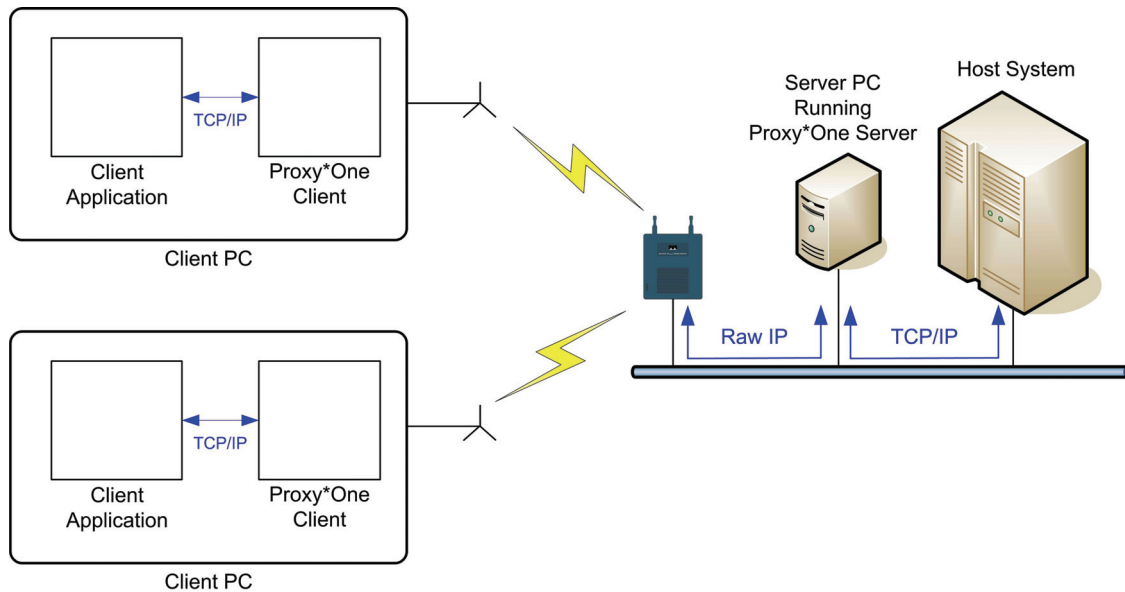 TCP/IP
Client
Application
Proxy*One
Client
Client PC
TCP/IP
Client
Application
Proxy*One
Client
Client PC
Server PC
Running
Proxy*One Server
Host System
Raw IP
TCP/IP